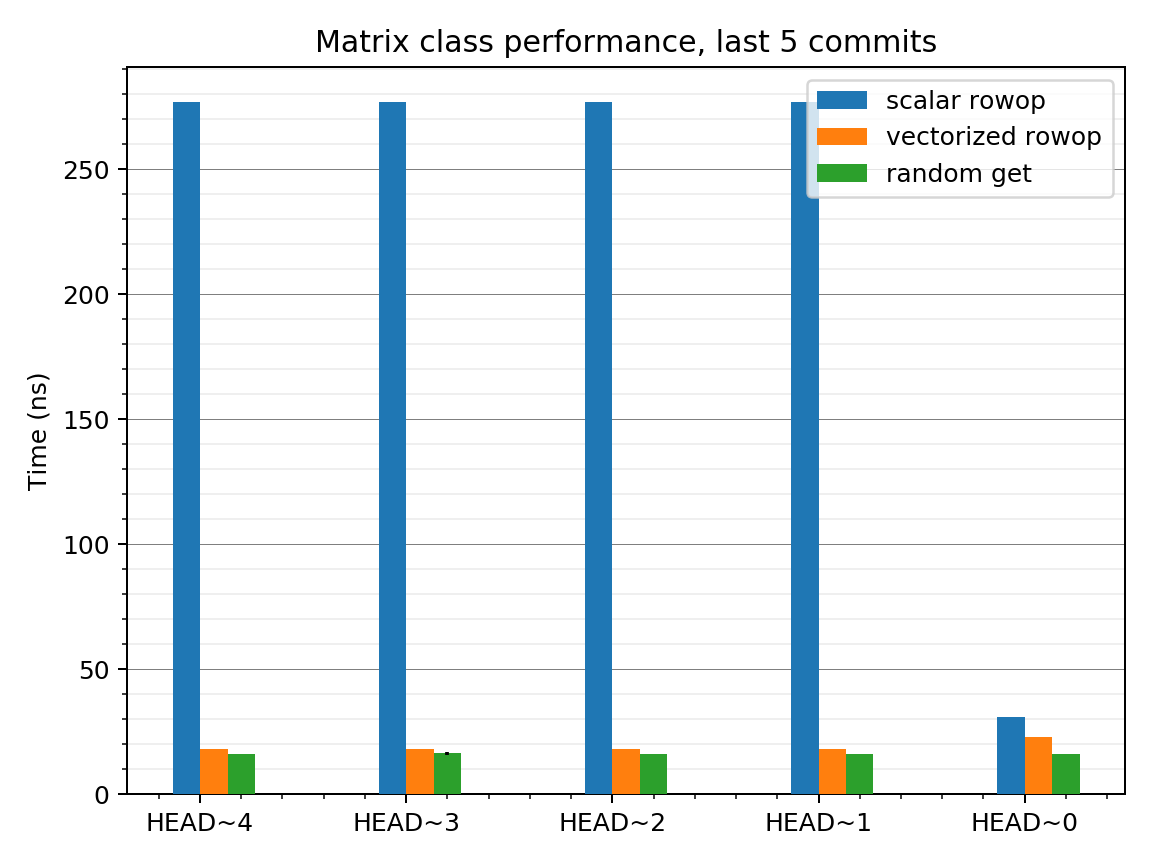 Matrix class performance, last 5 commits
scalar rowop
vectorized rowop
random get
Time (ns)
250
200
150
100
50
0
HEAD~4 HEAD~3 HEAD~2 HEAD~1 HEAD~0